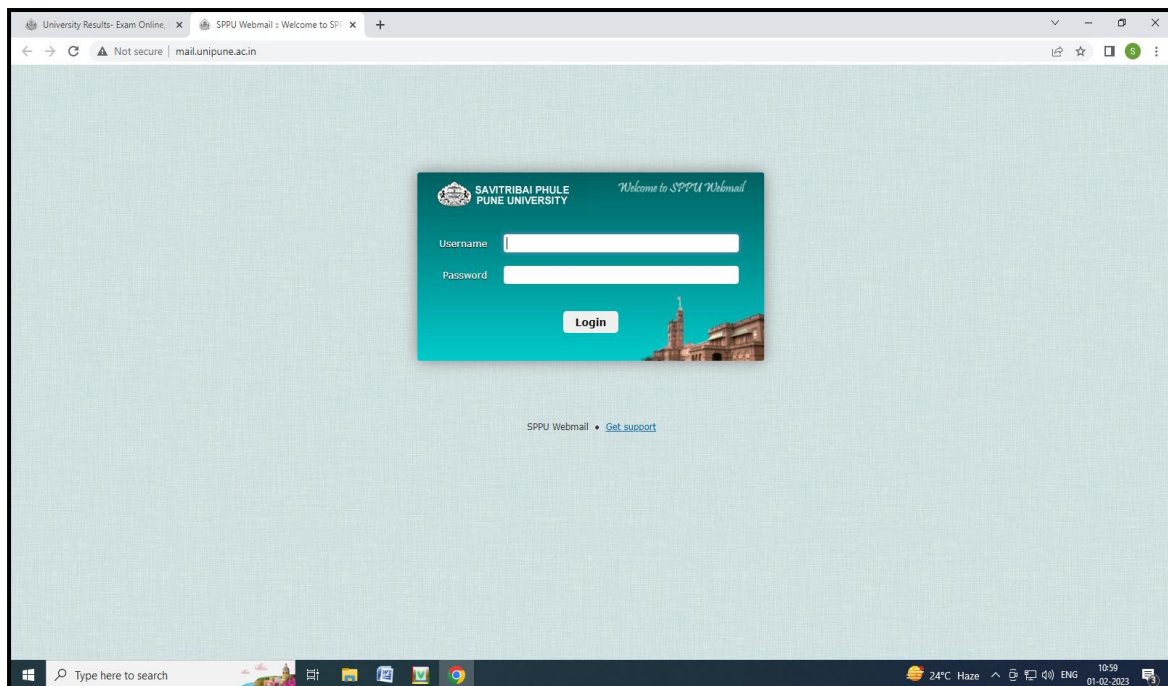 University Results- Exam Online,
SPPU Webmail :: Welcome to SPP
Not secure | mail.unipune.ac.in
S
SAVITRIBAI PHULE
PUNE UNIVERSITY
Welcome to SPPU Webmail
Username
Password
Login
SPPU Webmail • Get support
Type here to search
24°C Haze
ENG
10:59
01-02-2023
3